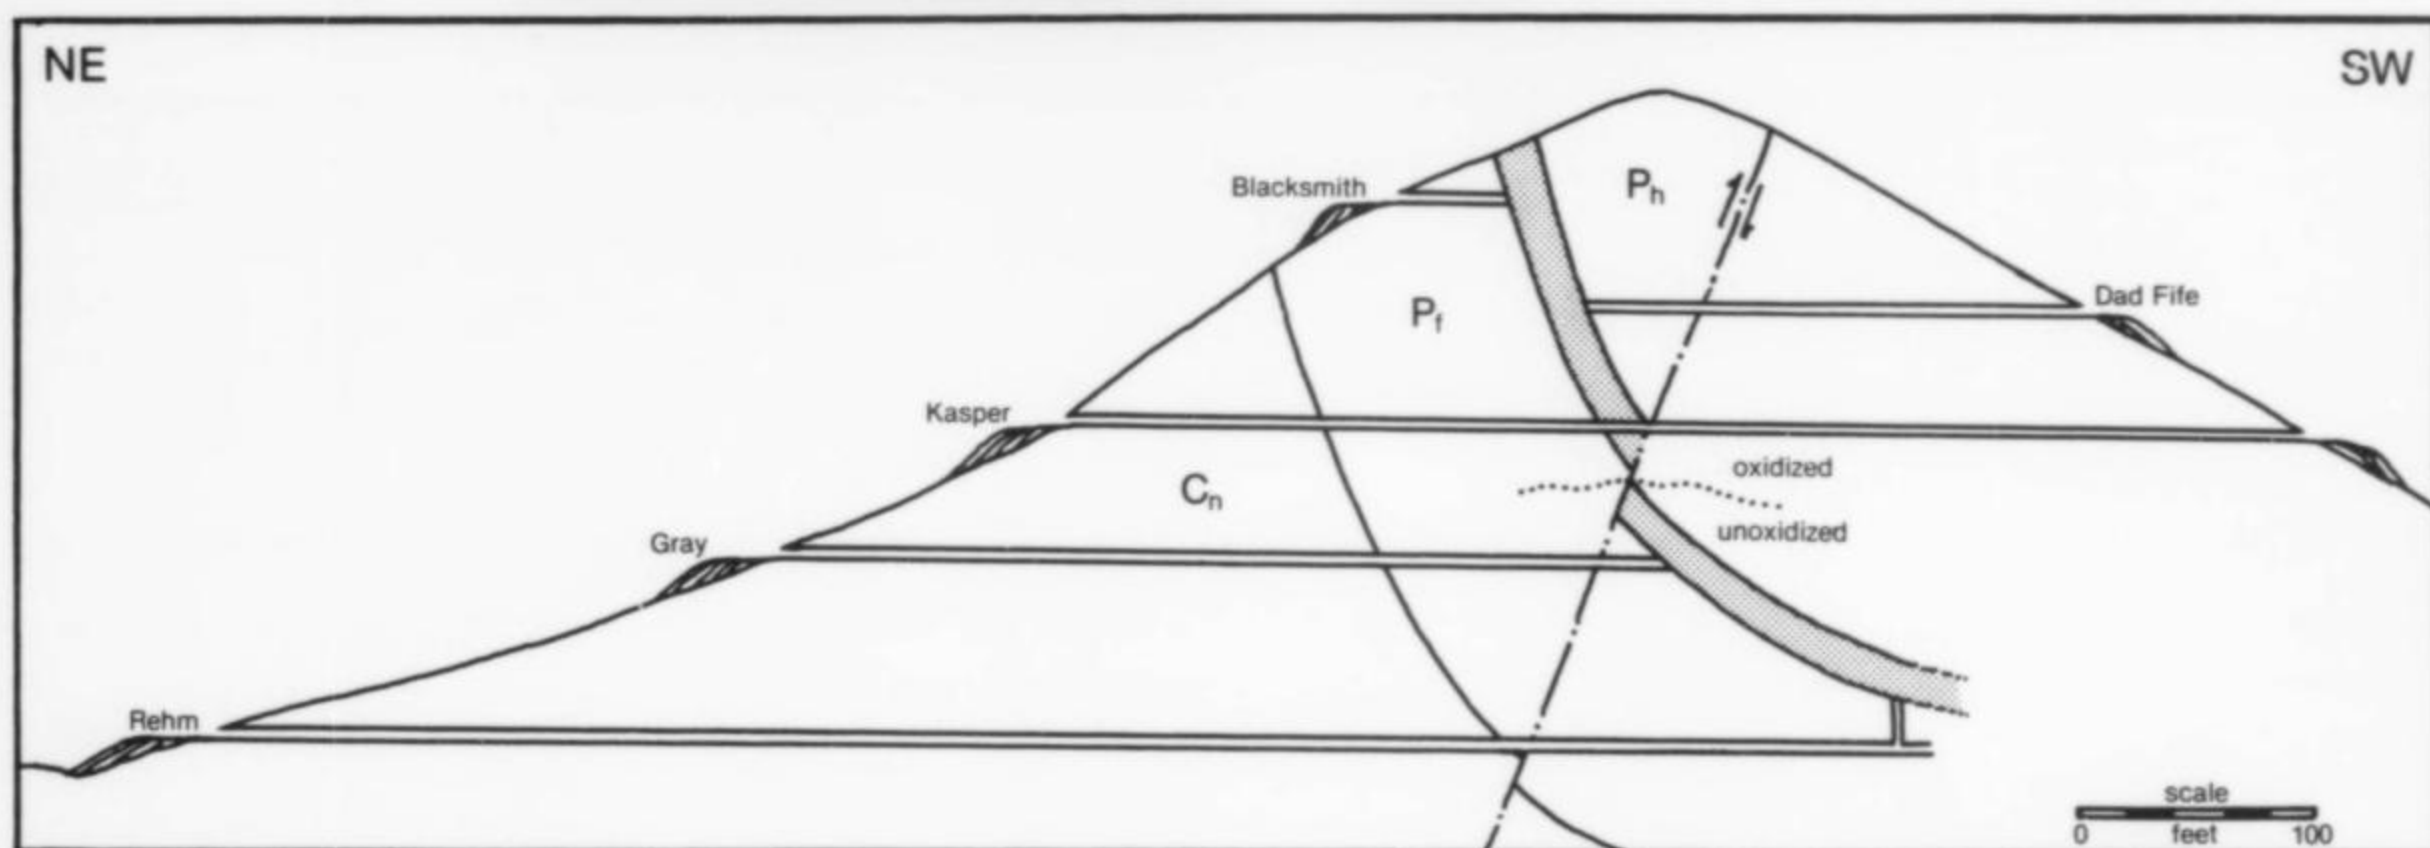 NE
SW
Blacksmith
Ph
Dad Fife
Pf
Kasper
oxidized
Cn
unoxidized
Gray
Rehm
scale
0 feet 100